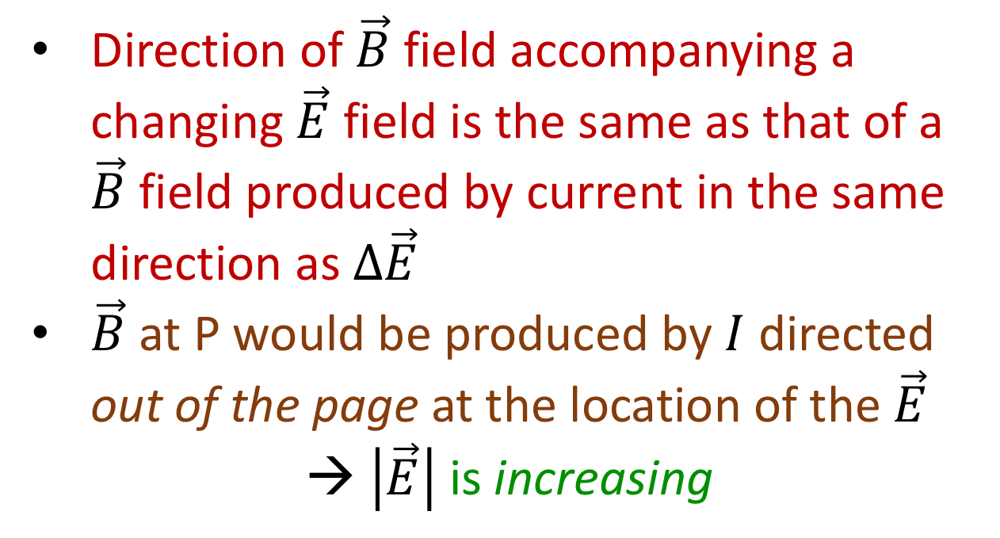 • Direction of $\vec{B}$ field accompanying a
changing $\vec{E}$ field is the same as that of a
$\vec{B}$ field produced by current in the same
direction as $\Delta\vec{E}$
• $\vec{B}$ at P would be produced by $I$ directed
out of the page at the location of the $\vec{E}$
→ $|\vec{E}|$ is increasing